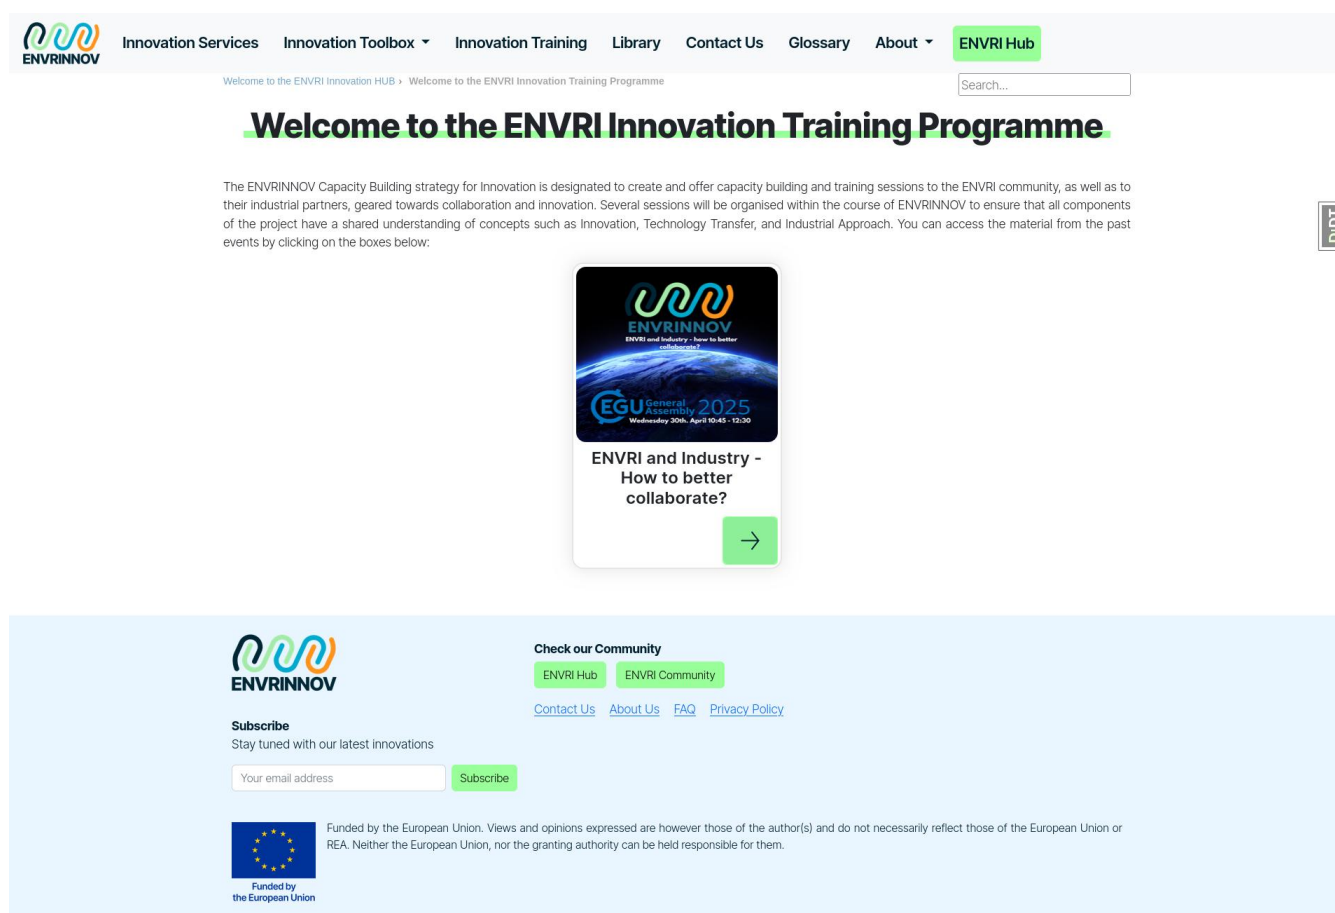 ENVRINNOV
Innovation Services
Innovation Toolbox
Innovation Training
Library
Contact Us
Glossary
About
ENVRI Hub
Welcome to the ENVRI Innovation HUB › Welcome to the ENVRI Innovation Training Programme
Search...
Welcome to the ENVRI Innovation Training Programme
The ENVRINNOV Capacity Building strategy for Innovation is designated to create and offer capacity building and training sessions to the ENVRI community, as well as to
their industrial partners, geared towards collaboration and innovation. Several sessions will be organised within the course of ENVRINNOV to ensure that all components
of the project have a shared understanding of concepts such as Innovation, Technology Transfer, and Industrial Approach. You can access the material from the past
events by clicking on the boxes below:
ENVRINNOV
ENVRI and Industry - how to better
collaborate?
EGU General
Assembly 2025
Wednesday 30th. April 10:45 - 12:30
ENVRI and Industry -
How to better
collaborate?
ENVRINNOV
Check our Community
ENVRI Hub
ENVRI Community
Contact Us
About Us
FAQ
Privacy Policy
Subscribe
Stay tuned with our latest innovations
Your email address
Subscribe
Funded by the European Union. Views and opinions expressed are however those of the author(s) and do not necessarily reflect those of the European Union or
REA. Neither the European Union, nor the granting authority can be held responsible for them.
Funded by
the European Union